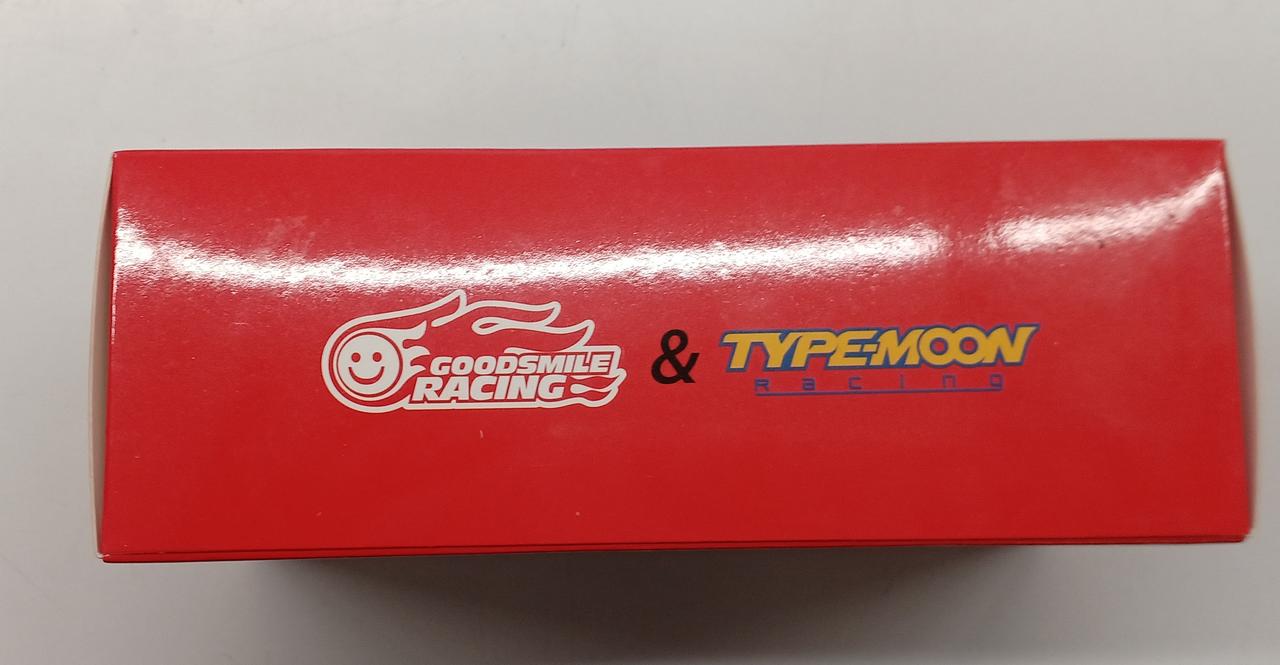 GOODSMILE
RACING
&
TYPE-MOON
Racing